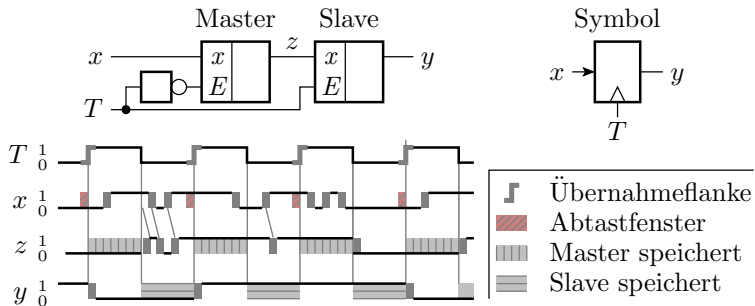 Master Slave Symbol
x x z x y x y
E E
T T
T 1 0
x 1 0
z 1 0
y 1 0
Übernahmeflanke
Abtastfenster
Master speichert
Slave speichert